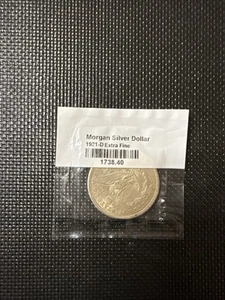 Morgan Silver Dollar
1921-D Extra Fine
1738.40